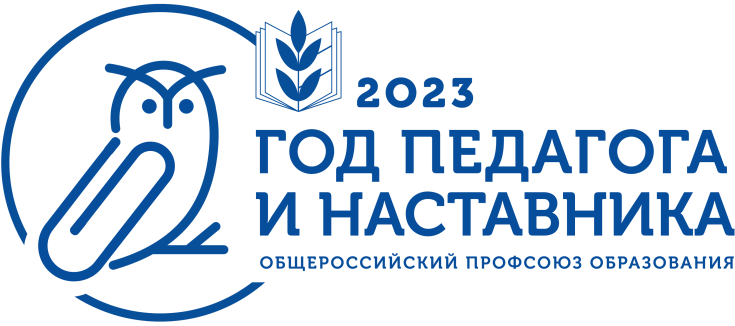 2023
ГОД ПЕДАГОГА
И НАСТАВНИКА
ОБЩЕРОССИЙСКИЙ ПРОФСОЮЗ ОБРАЗОВАНИЯ